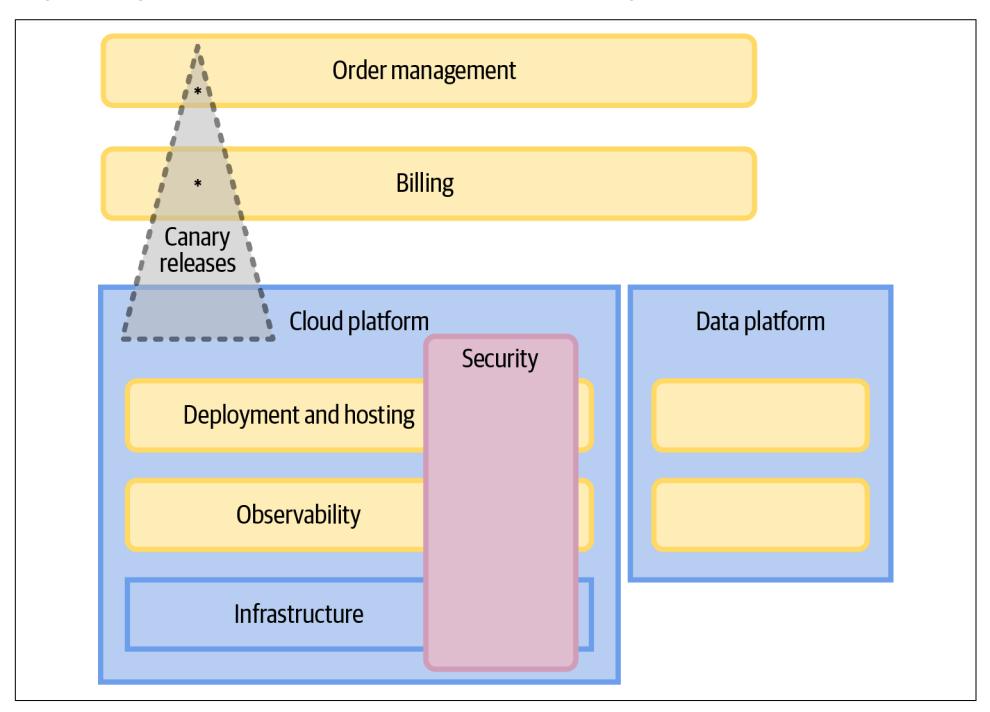 Order management
*
Billing
*
Canary
releases
Cloud platform
Data platform
Security
Deployment and hosting
Observability
Infrastructure